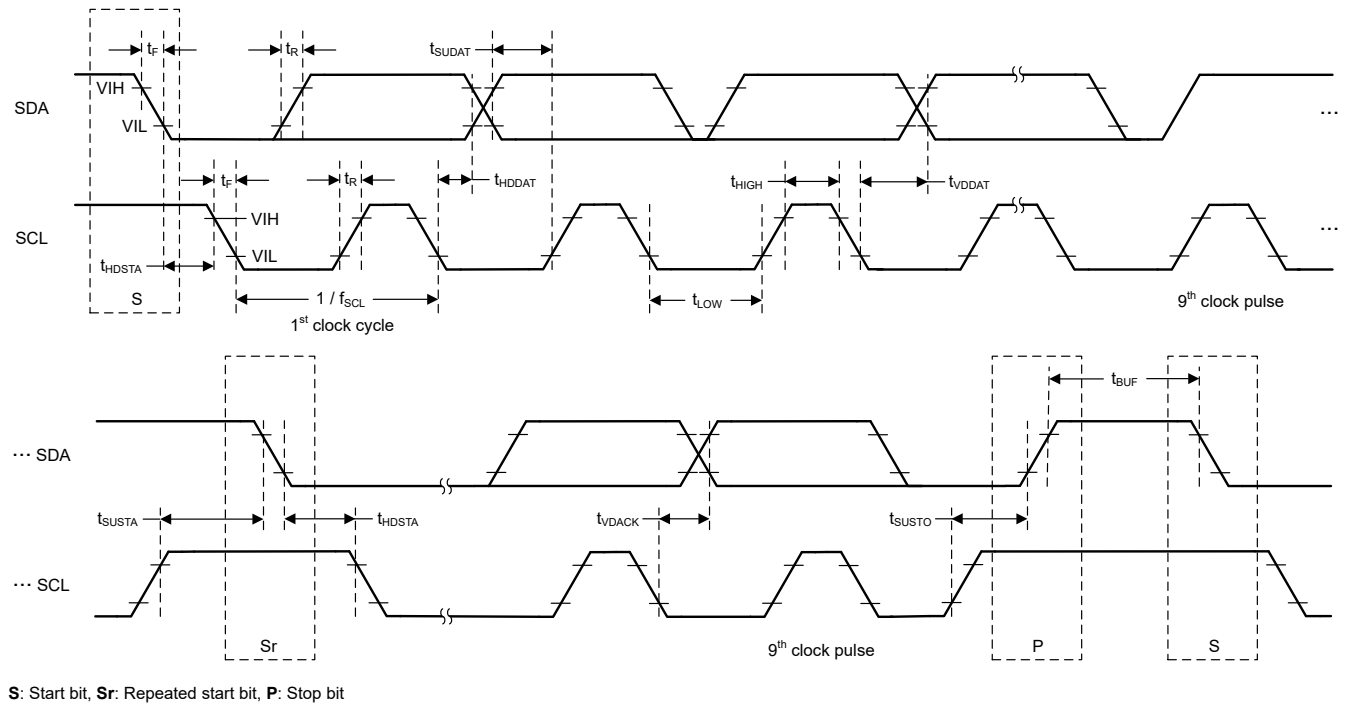 tF
tR
tSUDAT
VIH
SDA
VIL
...
tF
tR
tHDDAT
tHIGH
tVDDAT
VIH
SCL
VIL
...
tHDSTA
S
1 / fSCL
tLOW
9th clock pulse
1st clock cycle
tBUF
... SDA
tSUSTA
tHDSTA
tVDACK
tSUSTO
... SCL
Sr
9th clock pulse
P
S
S: Start bit, Sr: Repeated start bit, P: Stop bit